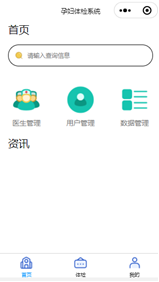 孕妇体检系统
首页
请输入查询信息
医生管理 用户管理 数据管理
资讯
首页 体检 我的